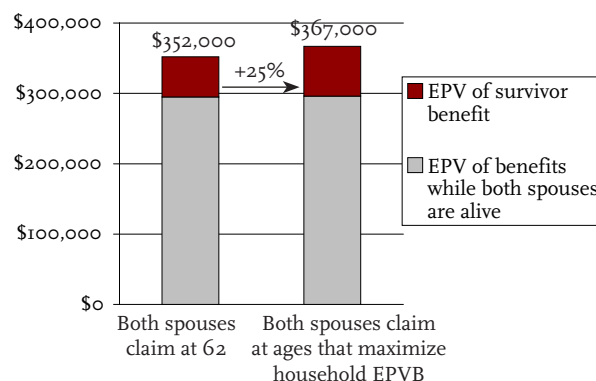 $400,000
$352,000
$367,000
+25%
$300,000
EPV of survivor
benefit
$200,000
EPV of benefits
while both spouses
are alive
$100,000
$0
Both spouses
claim at 62
Both spouses claim
at ages that maximize
household EPVB